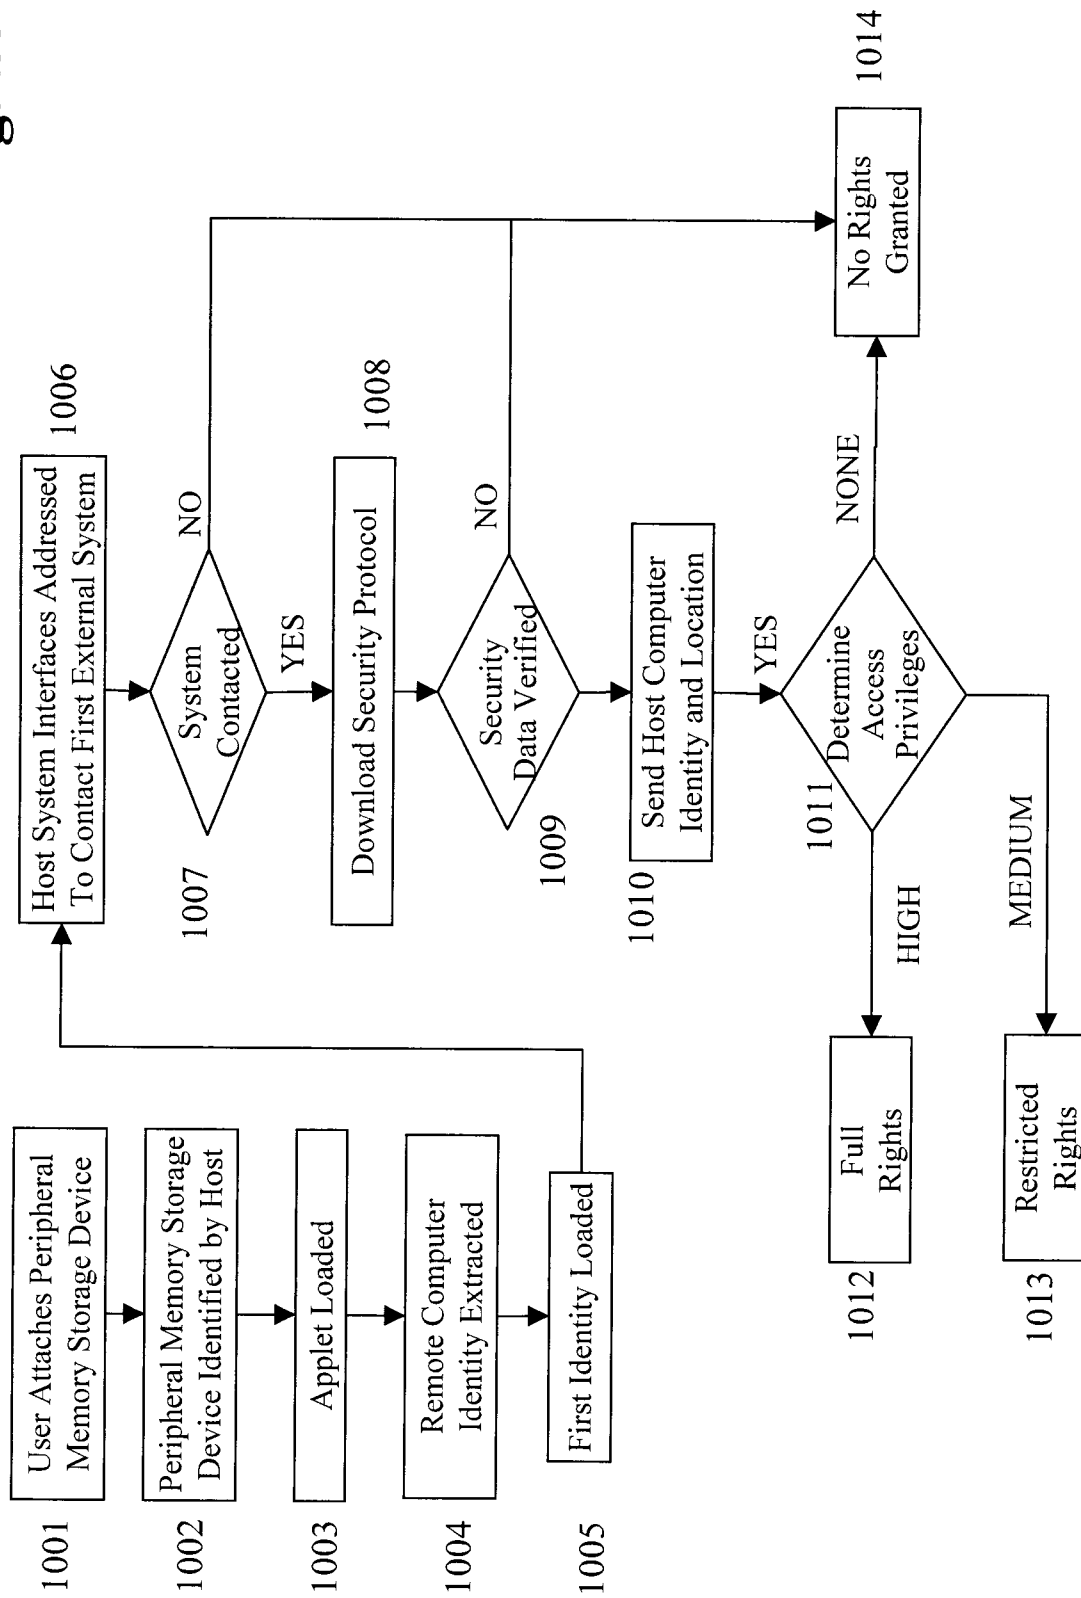 g
1001
User Attaches Peripheral
Memory Storage Device
1002
Peripheral Memory Storage
Device Identified by Host
1003
Applet Loaded
1004
Remote Computer
Identity Extracted
1005
First Identity Loaded
Host System Interfaces Addressed
To Contact First External System
1006
1007
System
Contacted
NO
YES
Download Security Protocol
1008
Security
Data Verified
1009
NO
1010
Send Host Computer
Identity and Location
YES
1011
Determine
Access
Privileges
NONE
HIGH
MEDIUM
1012
Full
Rights
1013
Restricted
Rights
No Rights
Granted
1014